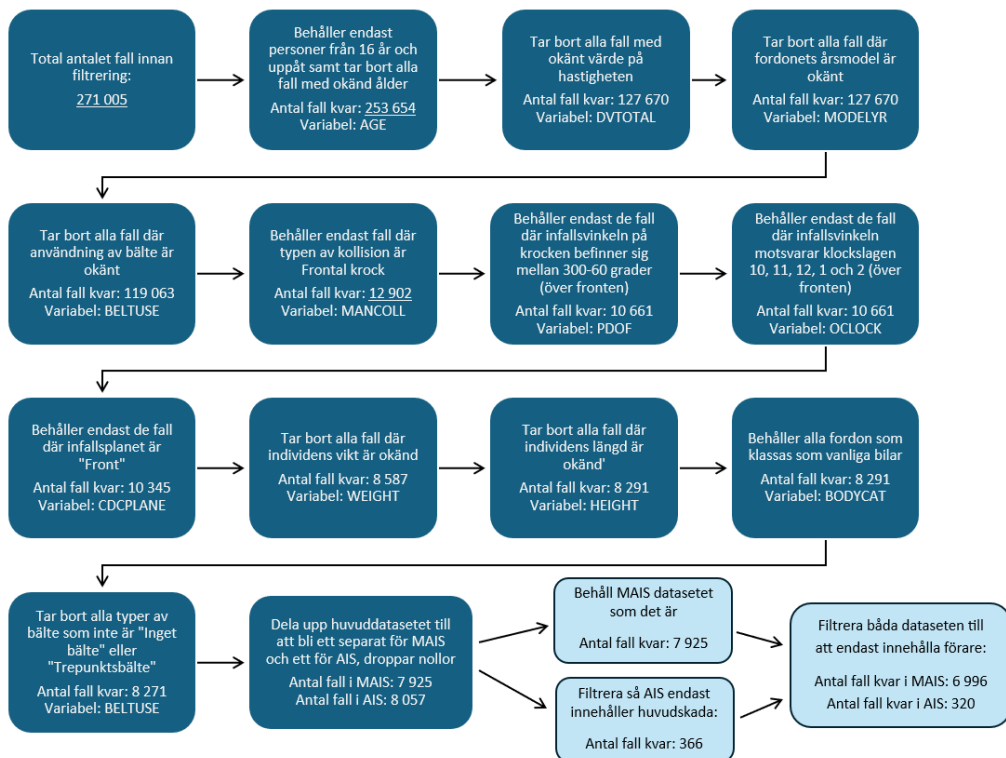 Total antalet fall innan
filtrering:
271 005
Behåller endast
personer från 16 år och
uppåt samt tar bort alla
fall med okänd ålder
Antal fall kvar: 253 654
Variabel: AGE
Tar bort alla fall med
okänt värde på
hastigheten
Antal fall kvar: 127 670
Variabel: DVTOTAL
Tar bort alla fall där
fordonets årsmodel är
okänt
Antal fall kvar: 127 670
Variabel: MODELYR
Tar bort alla fall där
användning av bälte är
okänt
Antal fall kvar: 119 063
Variabel: BELTUSE
Behåller endast fall där
typen av kollision är
Frontal krock
Antal fall kvar: 12 902
Variabel: MANCOLL
Behåller endast de fall
där infallsvinkeln på
krocken befinner sig
mellan 300-60 grader
(över fronten)
Antal fall kvar: 10 661
Variabel: PDOF
Behåller endast de fall
där infallsvinkeln
motsvarar klockslagen
10, 11, 12, 1 och 2 (över
fronten)
Antal fall kvar: 10 661
Variabel: OCLOCK
Behåller endast de fall
där infallsplanet är
"Front"
Antal fall kvar: 10 345
Variabel: CDCPLANE
Tar bort alla fall där
individens vikt är okänd
Antal fall kvar: 8 587
Variabel: WEIGHT
Tar bort alla fall där
individens längd är
okänd'
Antal fall kvar: 8 291
Variabel: HEIGHT
Behåller alla fordon som
klassas som vanliga bilar
Antal fall kvar: 8 291
Variabel: BODYCAT
Tar bort alla typer av
bälte som inte är "Inget
bälte" eller
"Trepunktsbälte"
Antal fall kvar: 8 271
Variabel: BELTUSE
Dela upp huvuddatasetet till
att bli ett separat för MAIS
och ett för AIS, droppar nollor
Antal fall i MAIS: 7 925
Antal fall i AIS: 8 057
Behåll MAIS datasetet
som det är
Antal fall kvar: 7 925
Filtrera så AIS endast
innehåller huvudskada:
Antal fall kvar: 366
Filtrera båda dataseten till
att endast innehålla förare:
Antal fall kvar i MAIS: 6 996
Antal fall kvar i AIS: 320